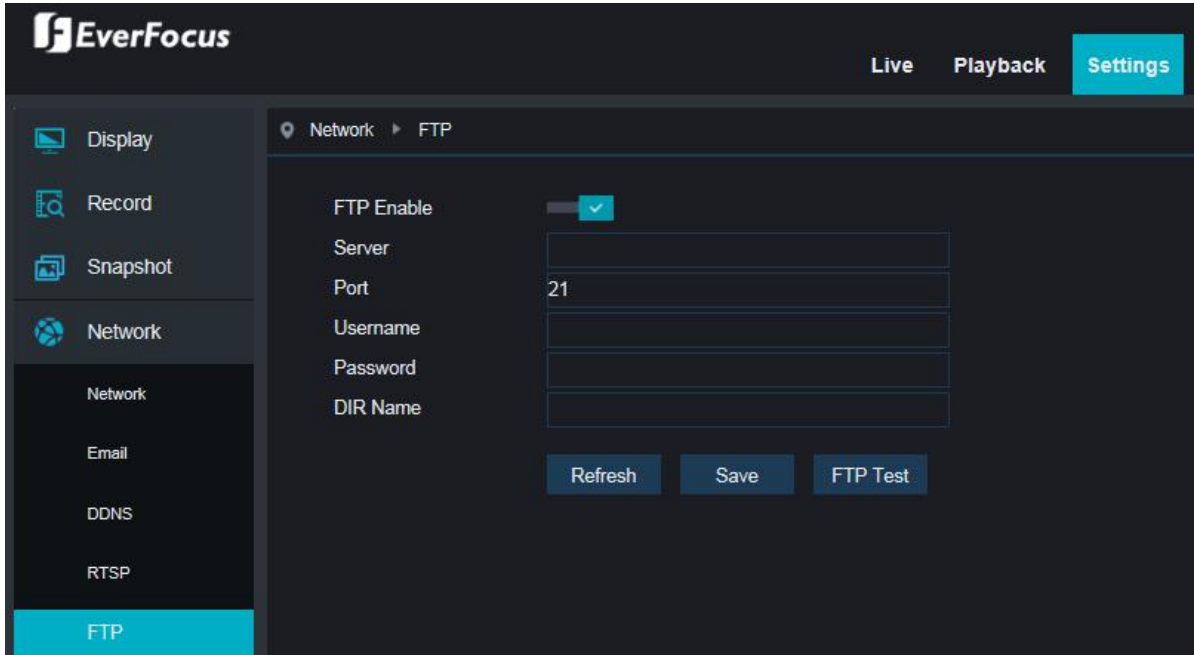 EverFocus
Live Playback Settings
Display
Record
Snapshot
Network
Network
Email
DDNS
RTSP
FTP
Network FTP
FTP Enable
Server
Port 21
Username
Password
DIR Name
Refresh Save FTP Test